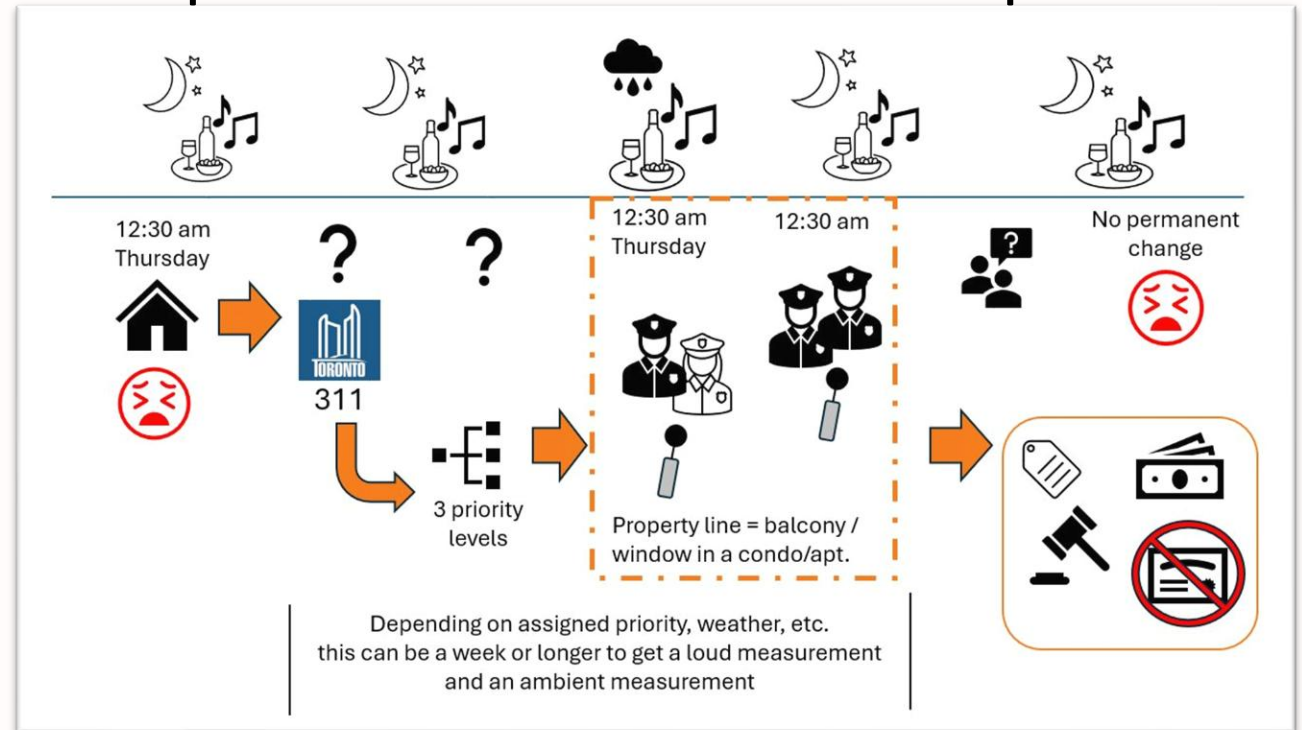 12:30 am
Thursday
?
TORONTO
311
?
3 priority
levels
12:30 am
Thursday
12:30 am
Property line = balcony /
window in a condo/apt.
?
No permanent
change
Depending on assigned priority, weather, etc.
this can be a week or longer to get a loud measurement
and an ambient measurement